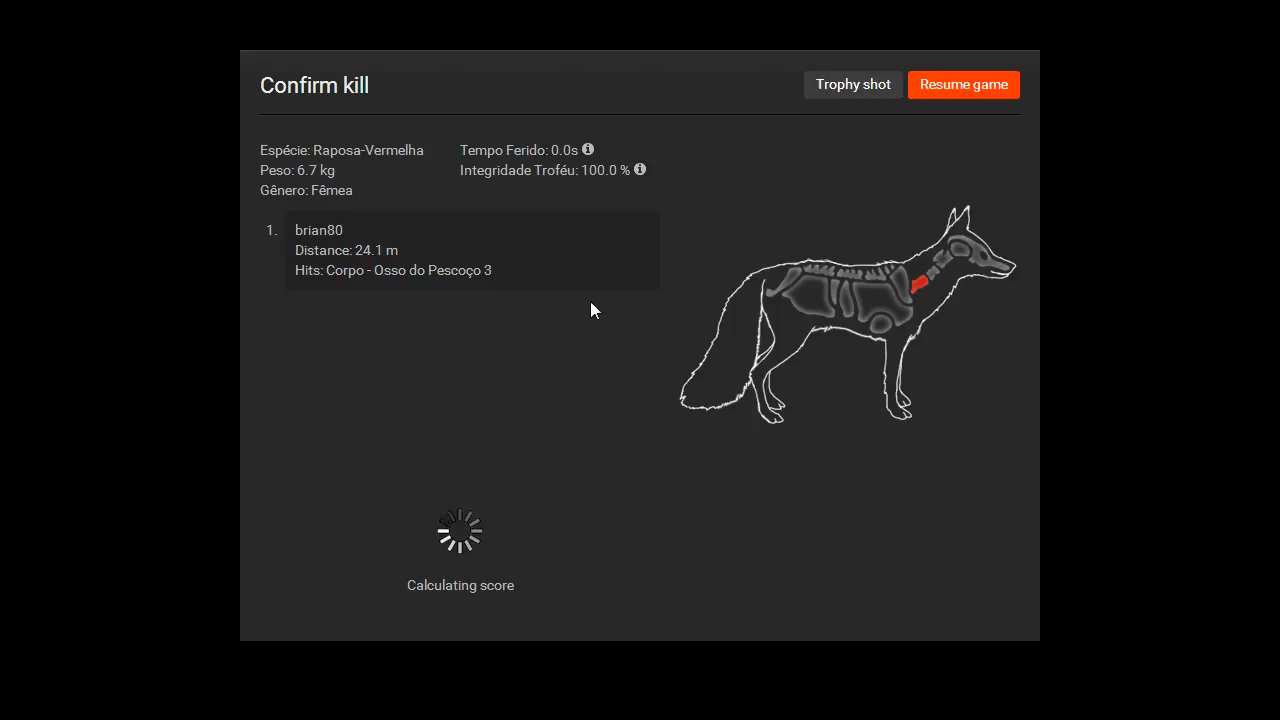 Confirm kill
Trophy shot
Resume game
Espécie: Raposa-Vermelha
Peso: 6.7 kg
Gênero: Fêmea
Tempo Ferido: 0.0s
Integridade Troféu: 100.0 %
1.
brian80
Distance: 24.1 m
Hits: Corpo - Osso do Pescoço 3
Calculating score